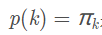 p(k) = π_k